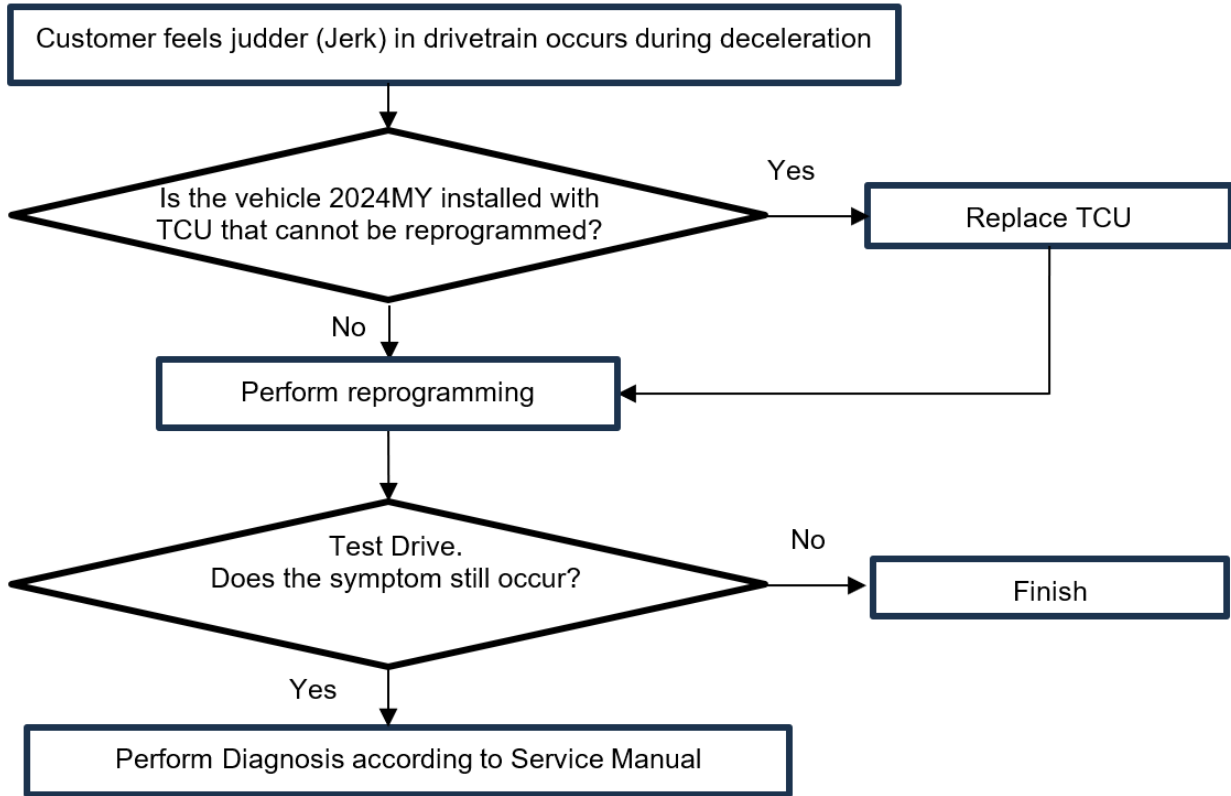 Customer feels judder (Jerk) in drivetrain occurs during deceleration
Is the vehicle 2024MY installed with
TCU that cannot be reprogrammed?
Yes
Replace TCU
No
Perform reprogramming
Test Drive.
Does the symptom still occur?
No
Finish
Yes
Perform Diagnosis according to Service Manual